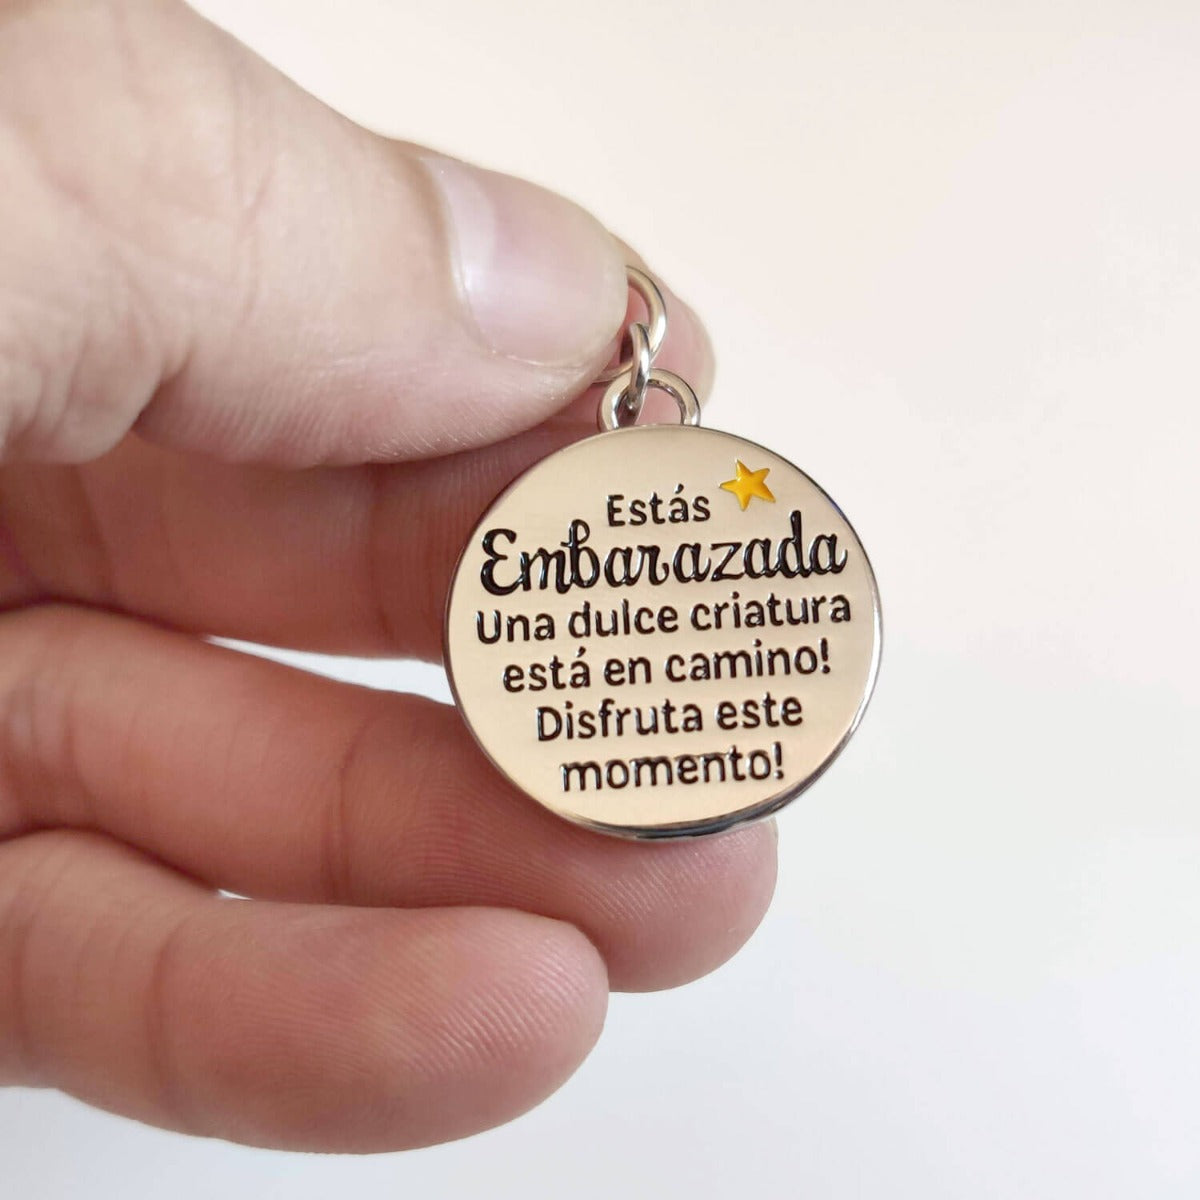 Estás
Embarazada
Una dulce criatura
está en camino!
Disfruta este
momento!